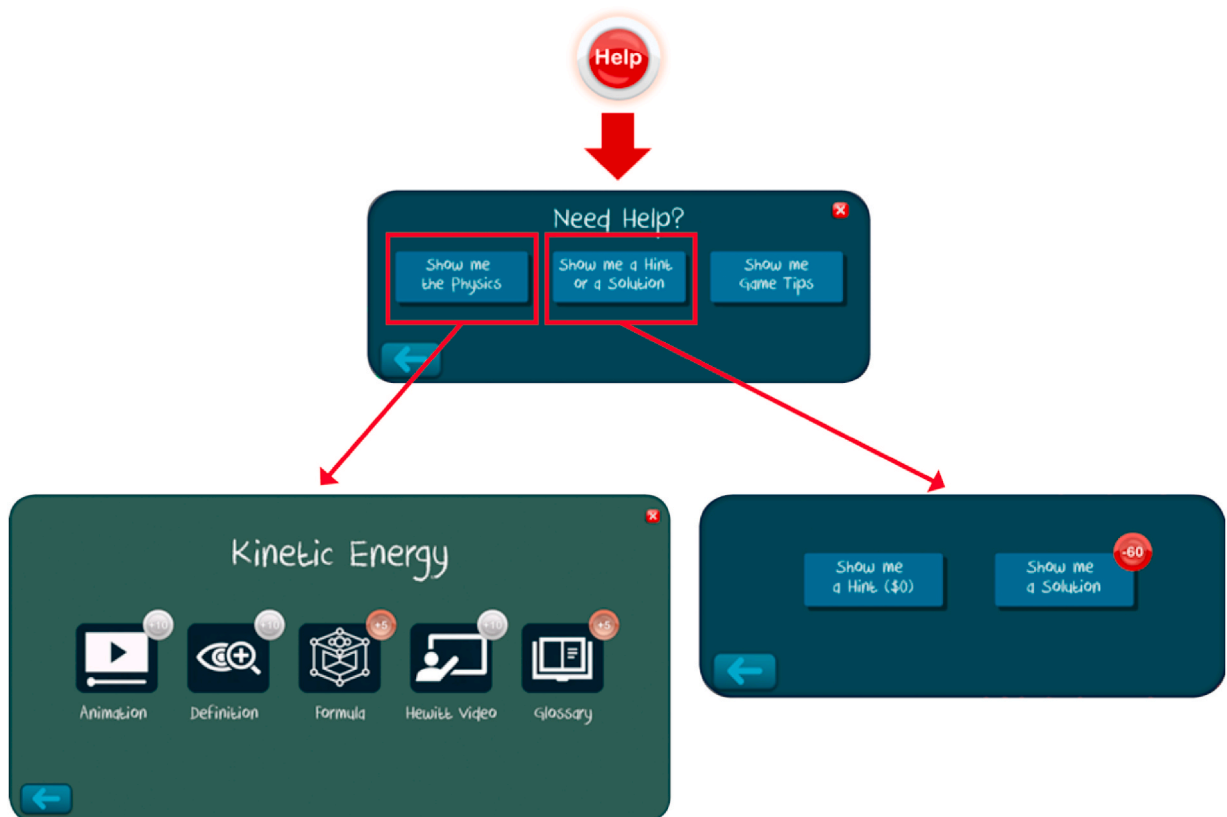 Help
Need Help?
Show me
the Physics
Show me a Hint
or a Solution
Show me
Game Tips
Kinetic Energy
+10
+10
+5
+10
+5
Animation
Definition
Formula
Hewitt Video
Glossary
Show me
a Hint ($0)
-60
Show me
a Solution